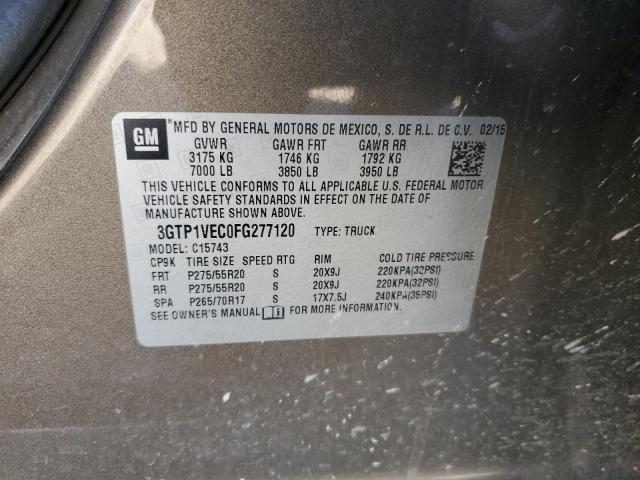 GM ® MFD BY GENERAL MOTORS DE MEXICO, S. DE R.L. DE C.V. 02/15
GVWR GAWR FRT GAWR RR
3175 KG 1746 KG 1792 KG
7000 LB 3850 LB 3950 LB
THIS VEHICLE CONFORMS TO ALL APPLICABLE U.S. FEDERAL MOTOR
VEHICLE SAFETY STANDARDS IN EFFECT ON THE DATE OF
MANUFACTURE SHOWN ABOVE.
3GTP1VEC0FG277120 TYPE: TRUCK
MODEL: C15743
CP9K TIRE SIZE SPEED RTG RIM COLD TIRE PRESSURE
FRT P275/55R20 S 20X9J 220KPA(32PSI)
RR P275/55R20 S 20X9J 220KPA(32PSI)
SPA P265/70R17 S 17X7.5J 240KPA(35PSI)
SEE OWNER'S MANUAL FOR MORE INFORMATION.